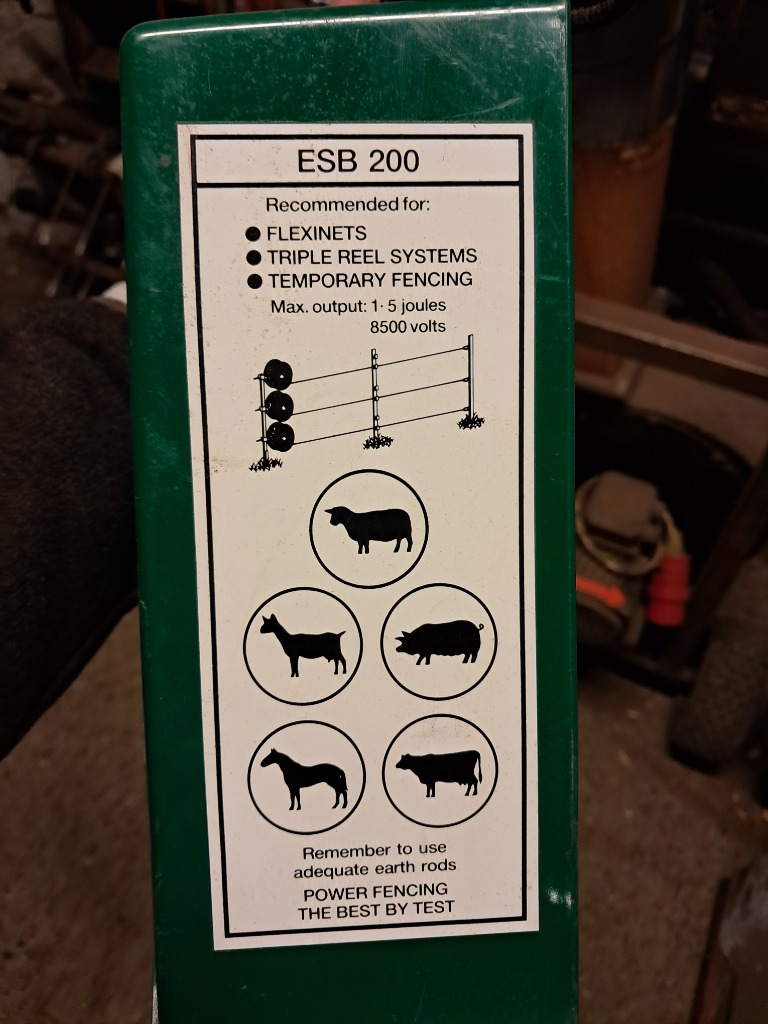 ESB 200
Recommended for:
● FLEXINETS
● TRIPLE REEL SYSTEMS
● TEMPORARY FENCING
Max. output: 1·5 joules
8500 volts
Remember to use
adequate earth rods
POWER FENCING
THE BEST BY TEST